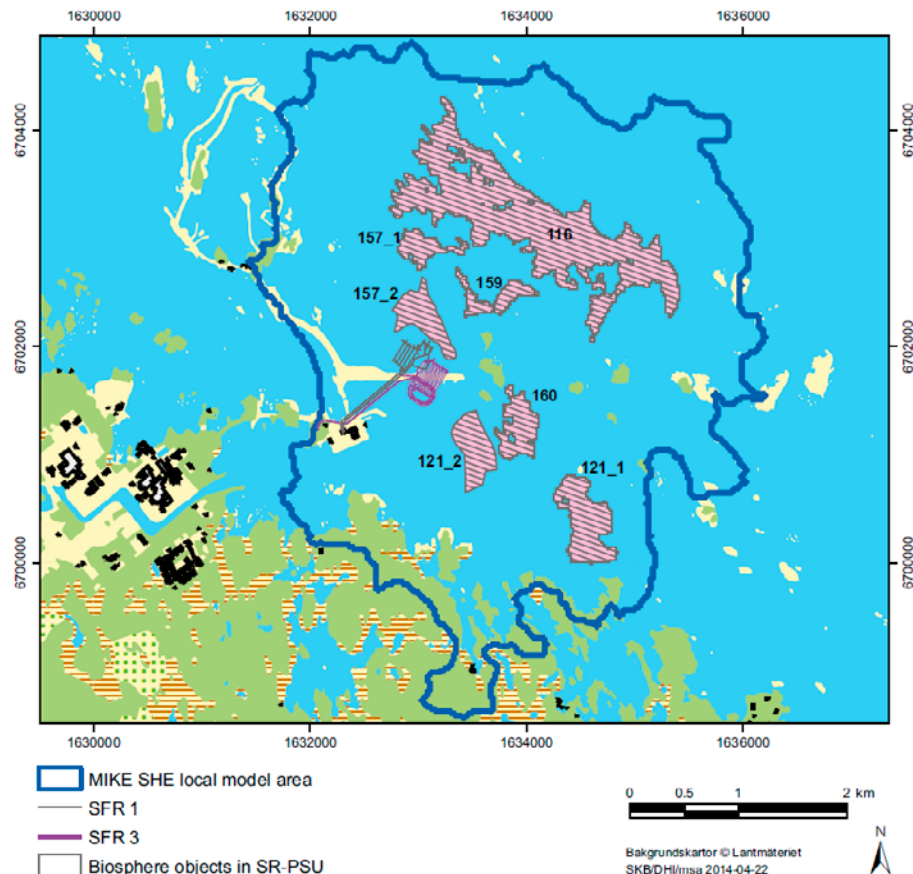 1630000 1632000 1634000 1636000
6704000 6704000
116
157_1
159
157_2
6702000 6702000
160
121_2
121_1
6700000 6700000
1630000 1632000 1634000 1636000
MIKE SHE local model area
SFR 1
SFR 3
Biosphere objects in SR-PSU
0 0.5 1 2 km
N
Bakgrundskartor © Lantmäteriet
SKB/DHI/msa 2014-04-22